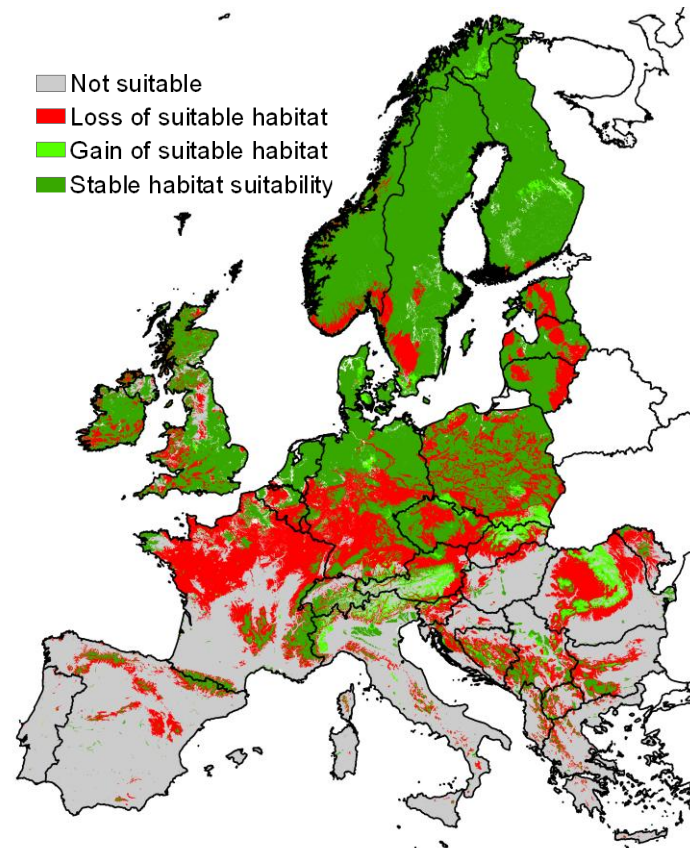 Not suitable
Loss of suitable habitat
Gain of suitable habitat
Stable habitat suitability